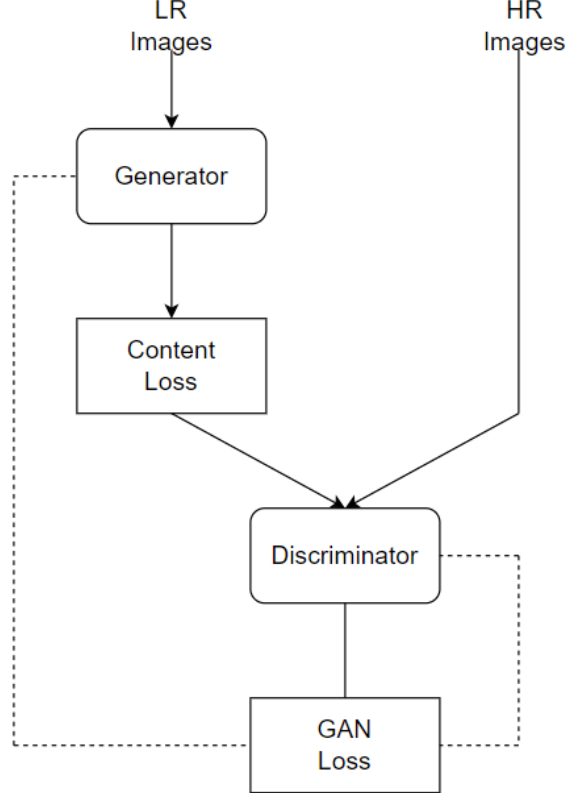 LR
Images
HR
Images
Generator
Content
Loss
Discriminator
GAN
Loss